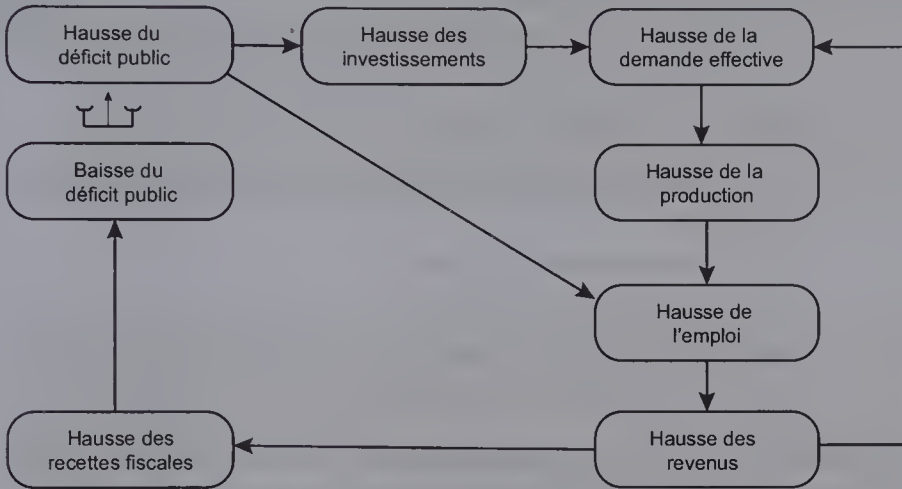 Hausse du
déficit public
Hausse des
investissements
Hausse de la
demande effective
Baisse du
déficit public
Hausse de la
production
Hausse de
l'emploi
Hausse des
recettes fiscales
Hausse des
revenus